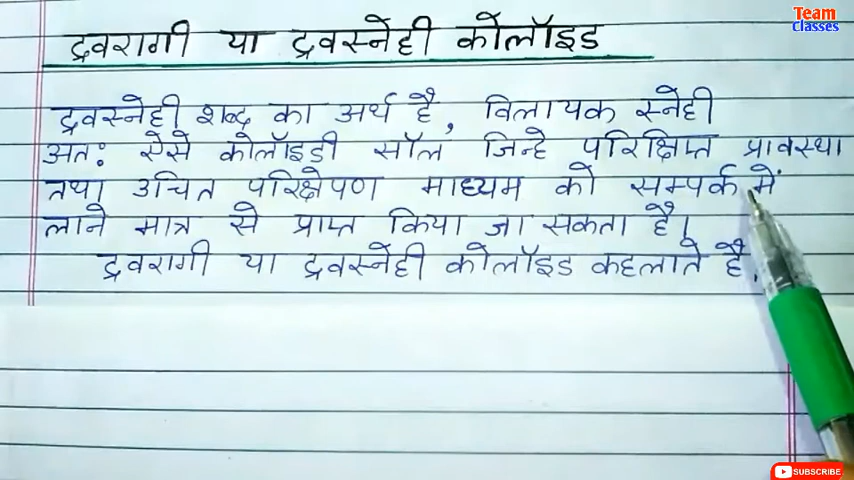 Team
Classes
द्रवरागी या द्रवस्नेही कोलॉइड
द्रवस्नेही शब्द का अर्थ है, विलायक स्नेही
अतः ऐसे कोलॉइडी सॉल जिन्हे परिक्षिप्त प्रावस्था
तथा उचित परिक्षेपण माध्यम को सम्पर्क में
लाने मात्र से प्राप्त किया जा सकता है।
द्रवरागी या द्रवस्नेही कोलॉइड कहलाते है.
SUBSCRIBE